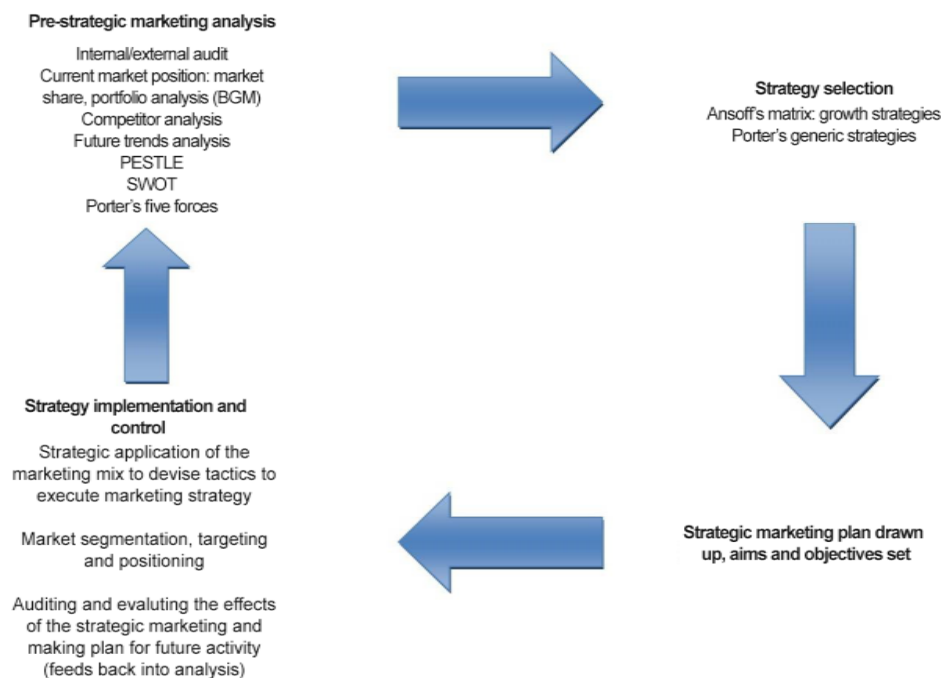 Pre-strategic marketing analysis
Internal/external audit
Current market position: market
share, portfolio analysis (BGM)
Competitor analysis
Future trends analysis
PESTLE
SWOT
Porter's five forces
Strategy selection
Ansoff's matrix: growth strategies
Porter's generic strategies
Strategic marketing plan drawn
up, aims and objectives set
Strategy implementation and
control
Strategic application of the
marketing mix to devise tactics to
execute marketing strategy
Market segmentation, targeting
and positioning
Auditing and evaluting the effects
of the strategic marketing and
making plan for future activity
(feeds back into analysis)